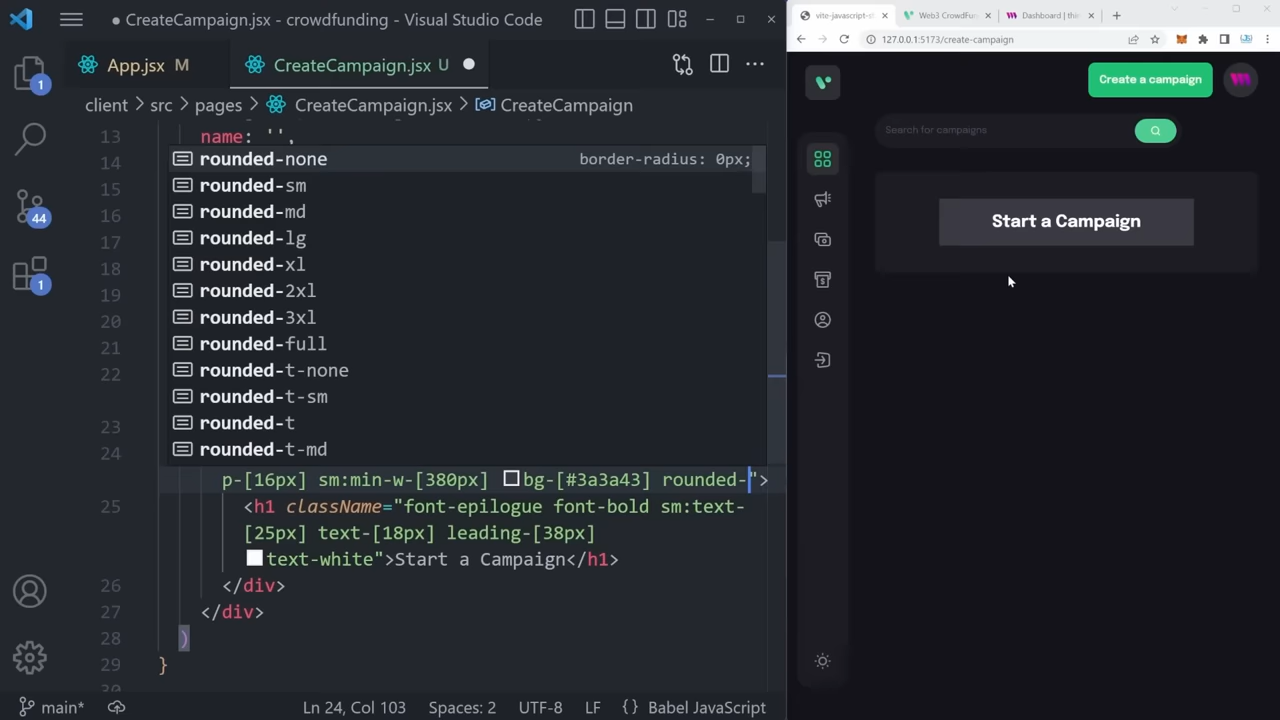 CreateCampaign.jsx - crowdfunding - Visual Studio Code
App.jsx M
CreateCampaign.jsx U
client > src > pages > CreateCampaign.jsx > CreateCampaign
13 name: '',
14
15
16
17
18
19
20
21
22
23
24
rounded-none border-radius: 0px;
rounded-sm
rounded-md
rounded-lg
rounded-xl
rounded-2xl
rounded-3xl
rounded-full
rounded-t-none
rounded-t-sm
rounded-t
rounded-t-md
p-[16px] sm:min-w-[380px] bg-[#3a3a43] rounded-">
25 <h1 className="font-epilogue font-bold sm:text-
[25px] text-[18px] leading-[38px]
text-white">Start a Campaign</h1>
26 </div>
27 </div>
28 )
29 }
30
1
44
1
main* Ln 24, Col 103 Spaces: 2 UTF-8 LF {} Babel JavaScript
vite-javascript-st
Web3 CrowdFun
Dashboard | thir
127.0.0.1:5173/create-campaign
Create a campaign
Search for campaigns
Start a Campaign